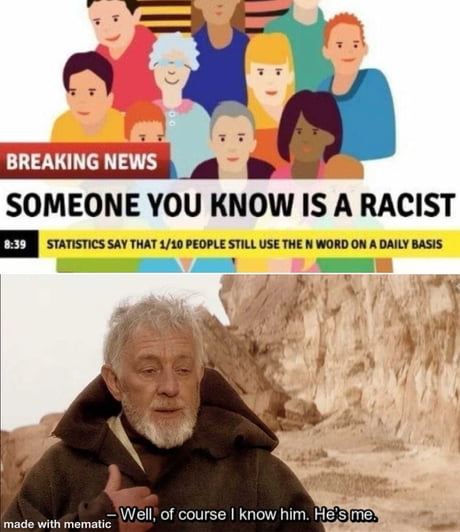 BREAKING NEWS
SOMEONE YOU KNOW IS A RACIST
8:39 STATISTICS SAY THAT 1/10 PEOPLE STILL USE THE N WORD ON A DAILY BASIS
– Well, of course I know him. He's me.
made with mematic